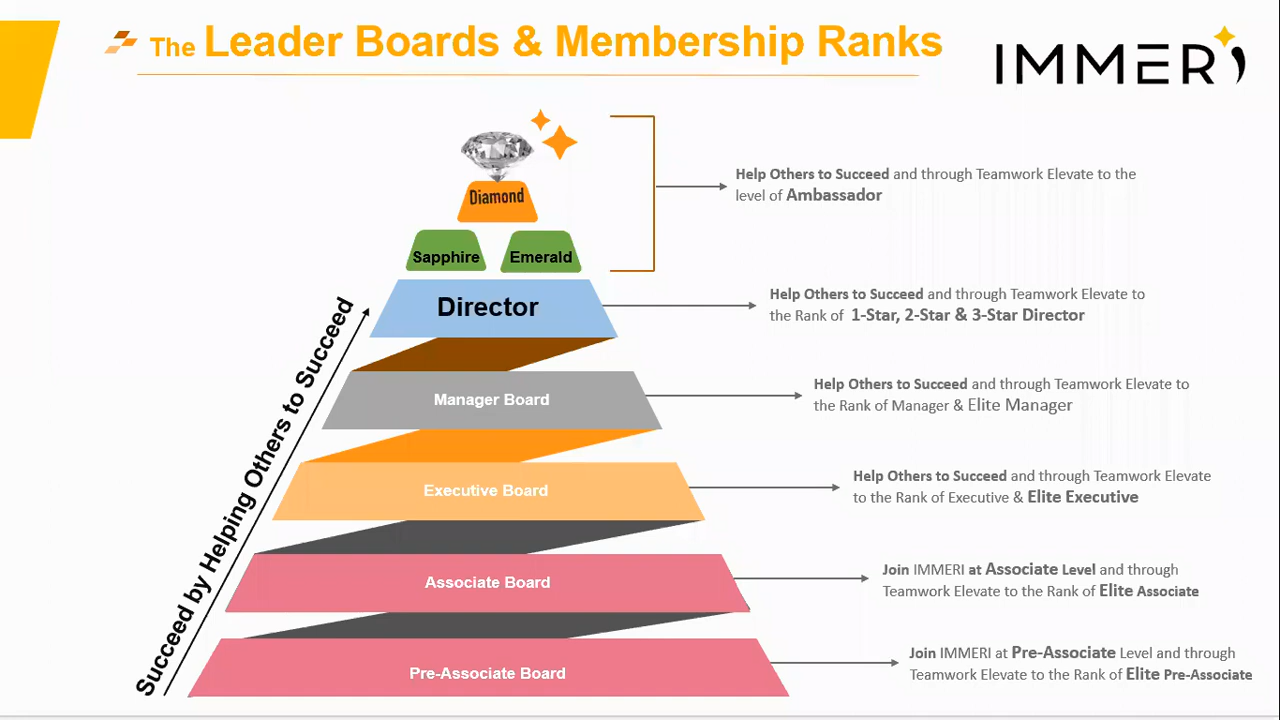 The Leader Boards & Membership Ranks
IMMERI
Diamond
Help Others to Succeed and through Teamwork Elevate to the
level of Ambassador
Sapphire
Emerald
Director
Help Others to Succeed and through Teamwork Elevate to
the Rank of 1-Star, 2-Star & 3-Star Director
Succeed by Helping Others to Succeed
Manager Board
Help Others to Succeed and through Teamwork Elevate to
the Rank of Manager & Elite Manager
Executive Board
Help Others to Succeed and through Teamwork Elevate
to the Rank of Executive & Elite Executive
Associate Board
Join IMMERI at Associate Level and through
Teamwork Elevate to the Rank of Elite Associate
Pre-Associate Board
Join IMMERI at Pre-Associate Level and through
Teamwork Elevate to the Rank of Elite Pre-Associate